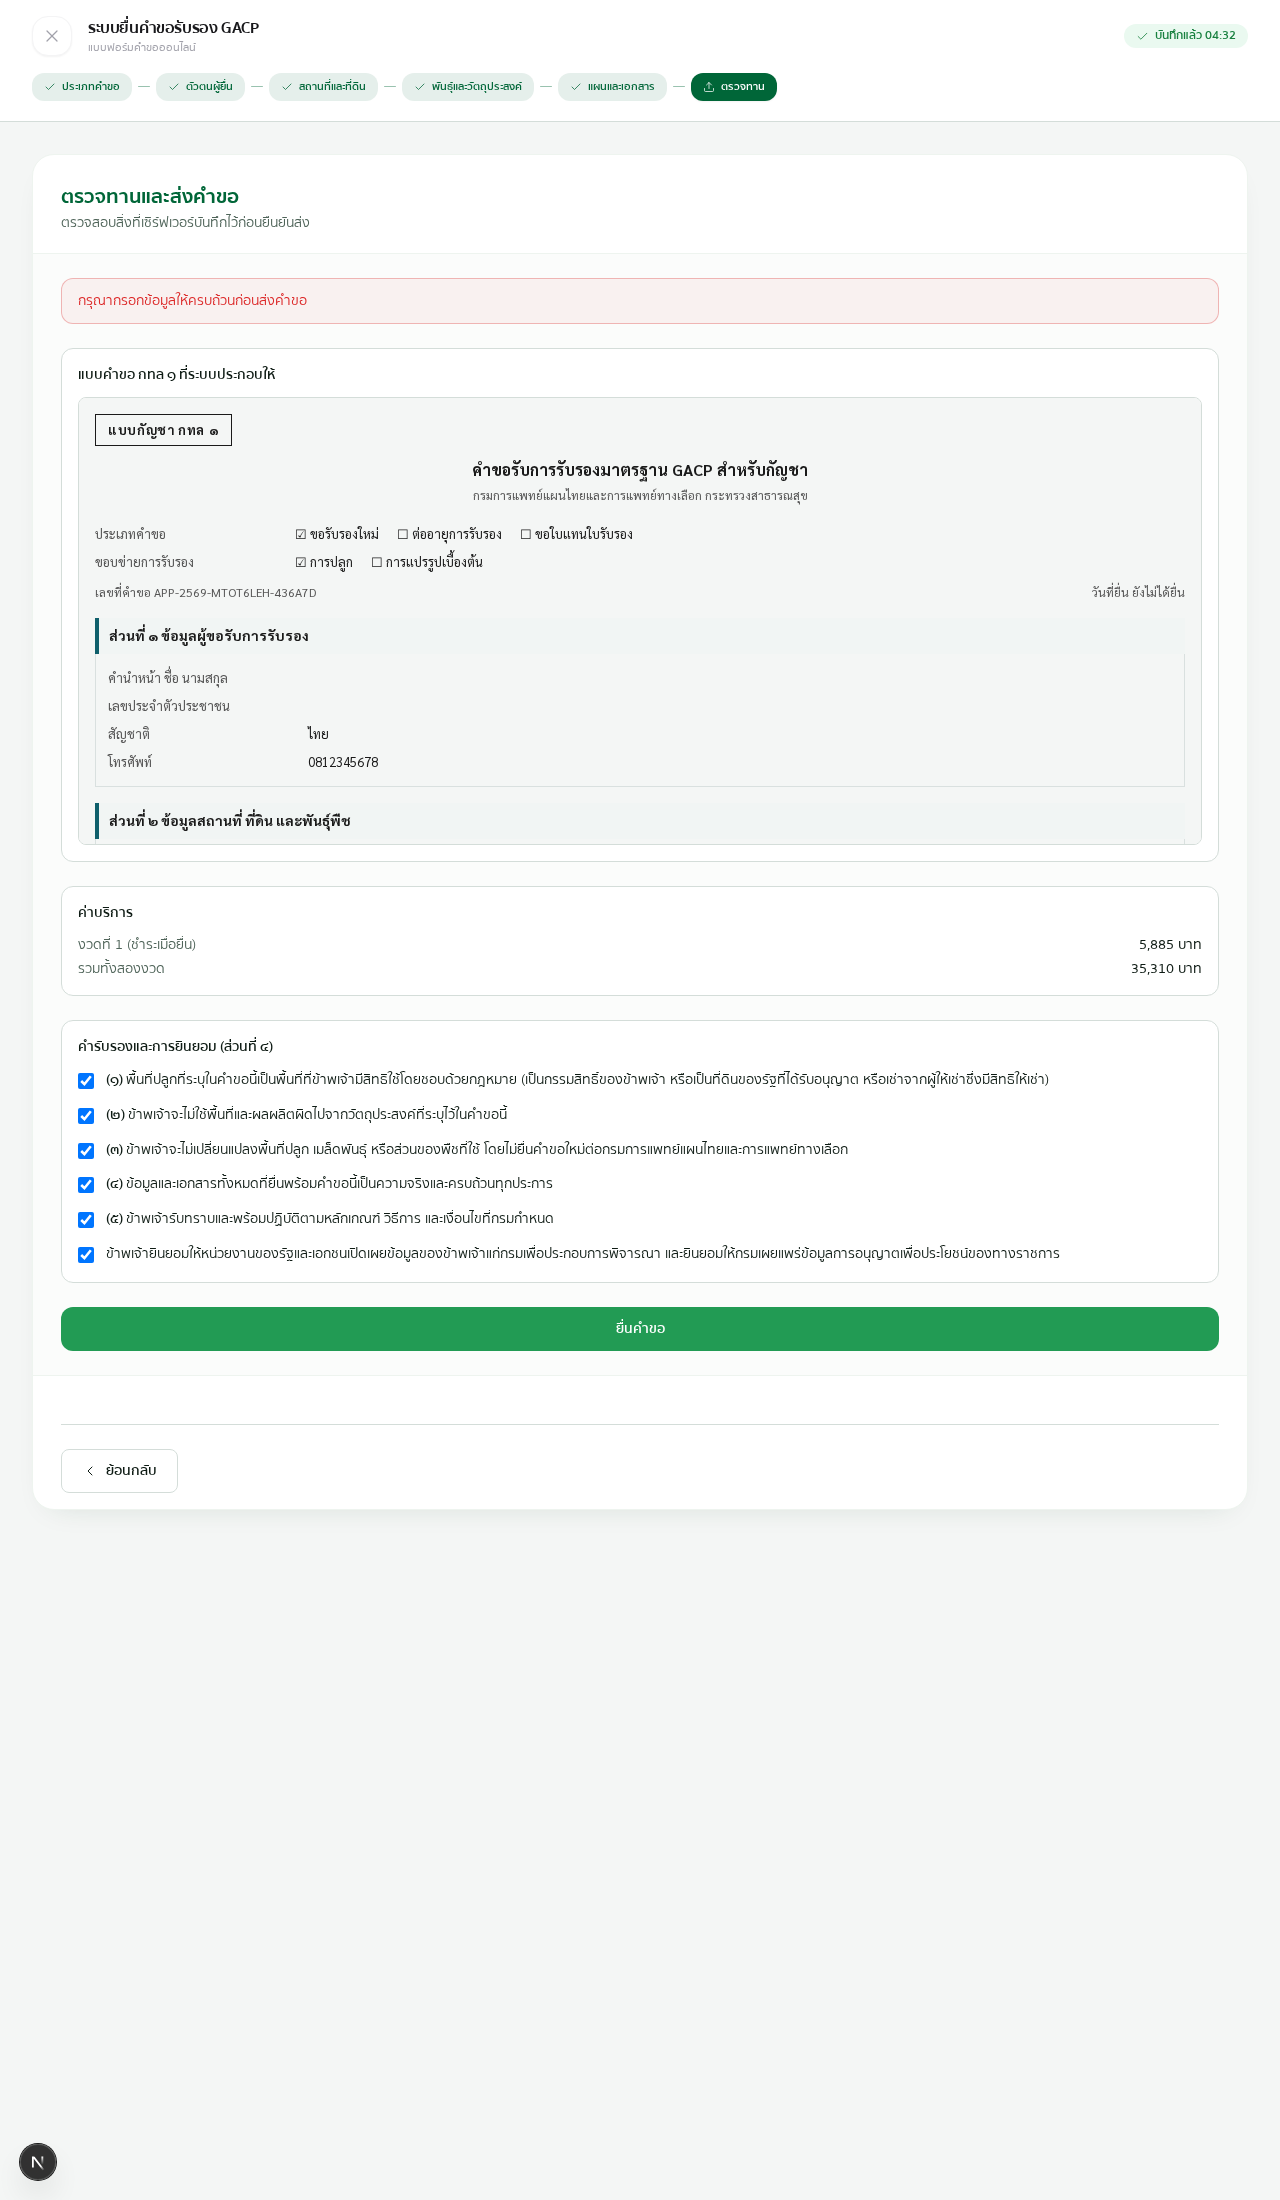 ระบบยื่นคำขอรับรอง GACP
แบบฟอร์มคำขอออนไลน์
บันทึกแล้ว 04:32
ประเภทคำขอ
ตัวตนผู้ยื่น
สถานที่และที่ดิน
พันธุ์และวัตถุประสงค์
แผนและเอกสาร
ตรวจทาน
ตรวจทานและส่งคำขอ
ตรวจสอบสิ่งที่เซิร์ฟเวอร์บันทึกไว้ก่อนยืนยันส่ง
กรุณากรอกข้อมูลให้ครบถ้วนก่อนส่งคำขอ
แบบคำขอ กทล ๑ ที่ระบบประกอบให้
แบบกัญชา กทล ๑
คำขอรับการรับรองมาตรฐาน GACP สำหรับกัญชา
กรมการแพทย์แผนไทยและการแพทย์ทางเลือก กระทรวงสาธารณสุข
ประเภทคำขอ ☑ ขอรับรองใหม่ ☐ ต่ออายุการรับรอง ☐ ขอใบแทนใบรับรอง
ขอบข่ายการรับรอง ☑ การปลูก ☐ การแปรรูปเบื้องต้น
เลขที่คำขอ APP-2569-MTOT6LEH-436A7D วันที่ยื่น ยังไม่ได้ยื่น
ส่วนที่ ๑ ข้อมูลผู้ขอรับการรับรอง
คำนำหน้า ชื่อ นามสกุล
เลขประจำตัวประชาชน
สัญชาติ ไทย
โทรศัพท์ 0812345678
ส่วนที่ ๒ ข้อมูลสถานที่ ที่ดิน และพันธุ์พืช
ค่าบริการ
งวดที่ 1 (ชำระเมื่อยื่น) 5,885 บาท
รวมทั้งสองงวด 35,310 บาท
คำรับรองและการยินยอม (ส่วนที่ ๔)
(๑) พื้นที่ปลูกที่ระบุในคำขอนี้เป็นพื้นที่ที่ข้าพเจ้ามีสิทธิใช้โดยชอบด้วยกฎหมาย (เป็นกรรมสิทธิ์ของข้าพเจ้า หรือเป็นที่ดินของรัฐที่ได้รับอนุญาต หรือเช่าจากผู้ให้เช่าซึ่งมีสิทธิให้เช่า)
(๒) ข้าพเจ้าจะไม่ใช้พื้นที่และผลผลิตผิดไปจากวัตถุประสงค์ที่ระบุไว้ในคำขอนี้
(๓) ข้าพเจ้าจะไม่เปลี่ยนแปลงพื้นที่ปลูก เมล็ดพันธุ์ หรือส่วนของพืชที่ใช้ โดยไม่ยื่นคำขอใหม่ต่อกรมการแพทย์แผนไทยและการแพทย์ทางเลือก
(๔) ข้อมูลและเอกสารทั้งหมดที่ยื่นพร้อมคำขอนี้เป็นความจริงและครบถ้วนทุกประการ
(๕) ข้าพเจ้ารับทราบและพร้อมปฏิบัติตามหลักเกณฑ์ วิธีการ และเงื่อนไขที่กรมกำหนด
ข้าพเจ้ายินยอมให้หน่วยงานของรัฐและเอกชนเปิดเผยข้อมูลของข้าพเจ้าแก่กรมเพื่อประกอบการพิจารณา และยินยอมให้กรมเผยแพร่ข้อมูลการอนุญาตเพื่อประโยชน์ของทางราชการ
ยื่นคำขอ
ย้อนกลับ